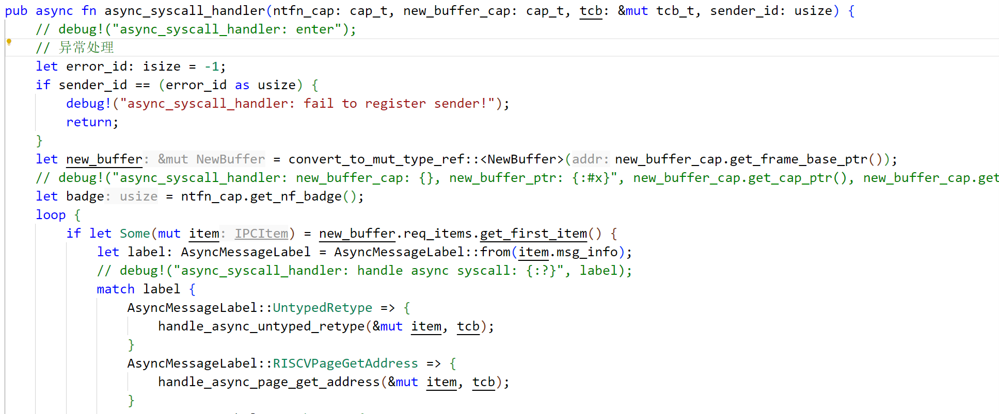 pub async fn async_syscall_handler(ntfn_cap: cap_t, new_buffer_cap: cap_t, tcb: &mut tcb_t, sender_id: usize) {
// debug!("async_syscall_handler: enter");
// 异常处理
let error_id: isize = -1;
if sender_id == (error_id as usize) {
debug!("async_syscall_handler: fail to register sender!");
return;
}
let new_buffer: &mut NewBuffer = convert_to_mut_type_ref::<NewBuffer>(addr: new_buffer_cap.get_frame_base_ptr());
// debug!("async_syscall_handler: new_buffer_cap: {}, new_buffer_ptr: {:#x}", new_buffer_cap.get_cap_ptr(), new_buffer_cap.get
let badge: usize = ntfn_cap.get_nf_badge();
loop {
if let Some(mut item: IPCItem) = new_buffer.req_items.get_first_item() {
let label: AsyncMessageLabel = AsyncMessageLabel::from(item.msg_info);
// debug!("async_syscall_handler: handle async syscall: {:?}", label);
match label {
AsyncMessageLabel::UntypedRetype => {
handle_async_untyped_retype(&mut item, tcb);
}
AsyncMessageLabel::RISCVPageGetAddress => {
handle_async_page_get_address(&mut item, tcb);
}